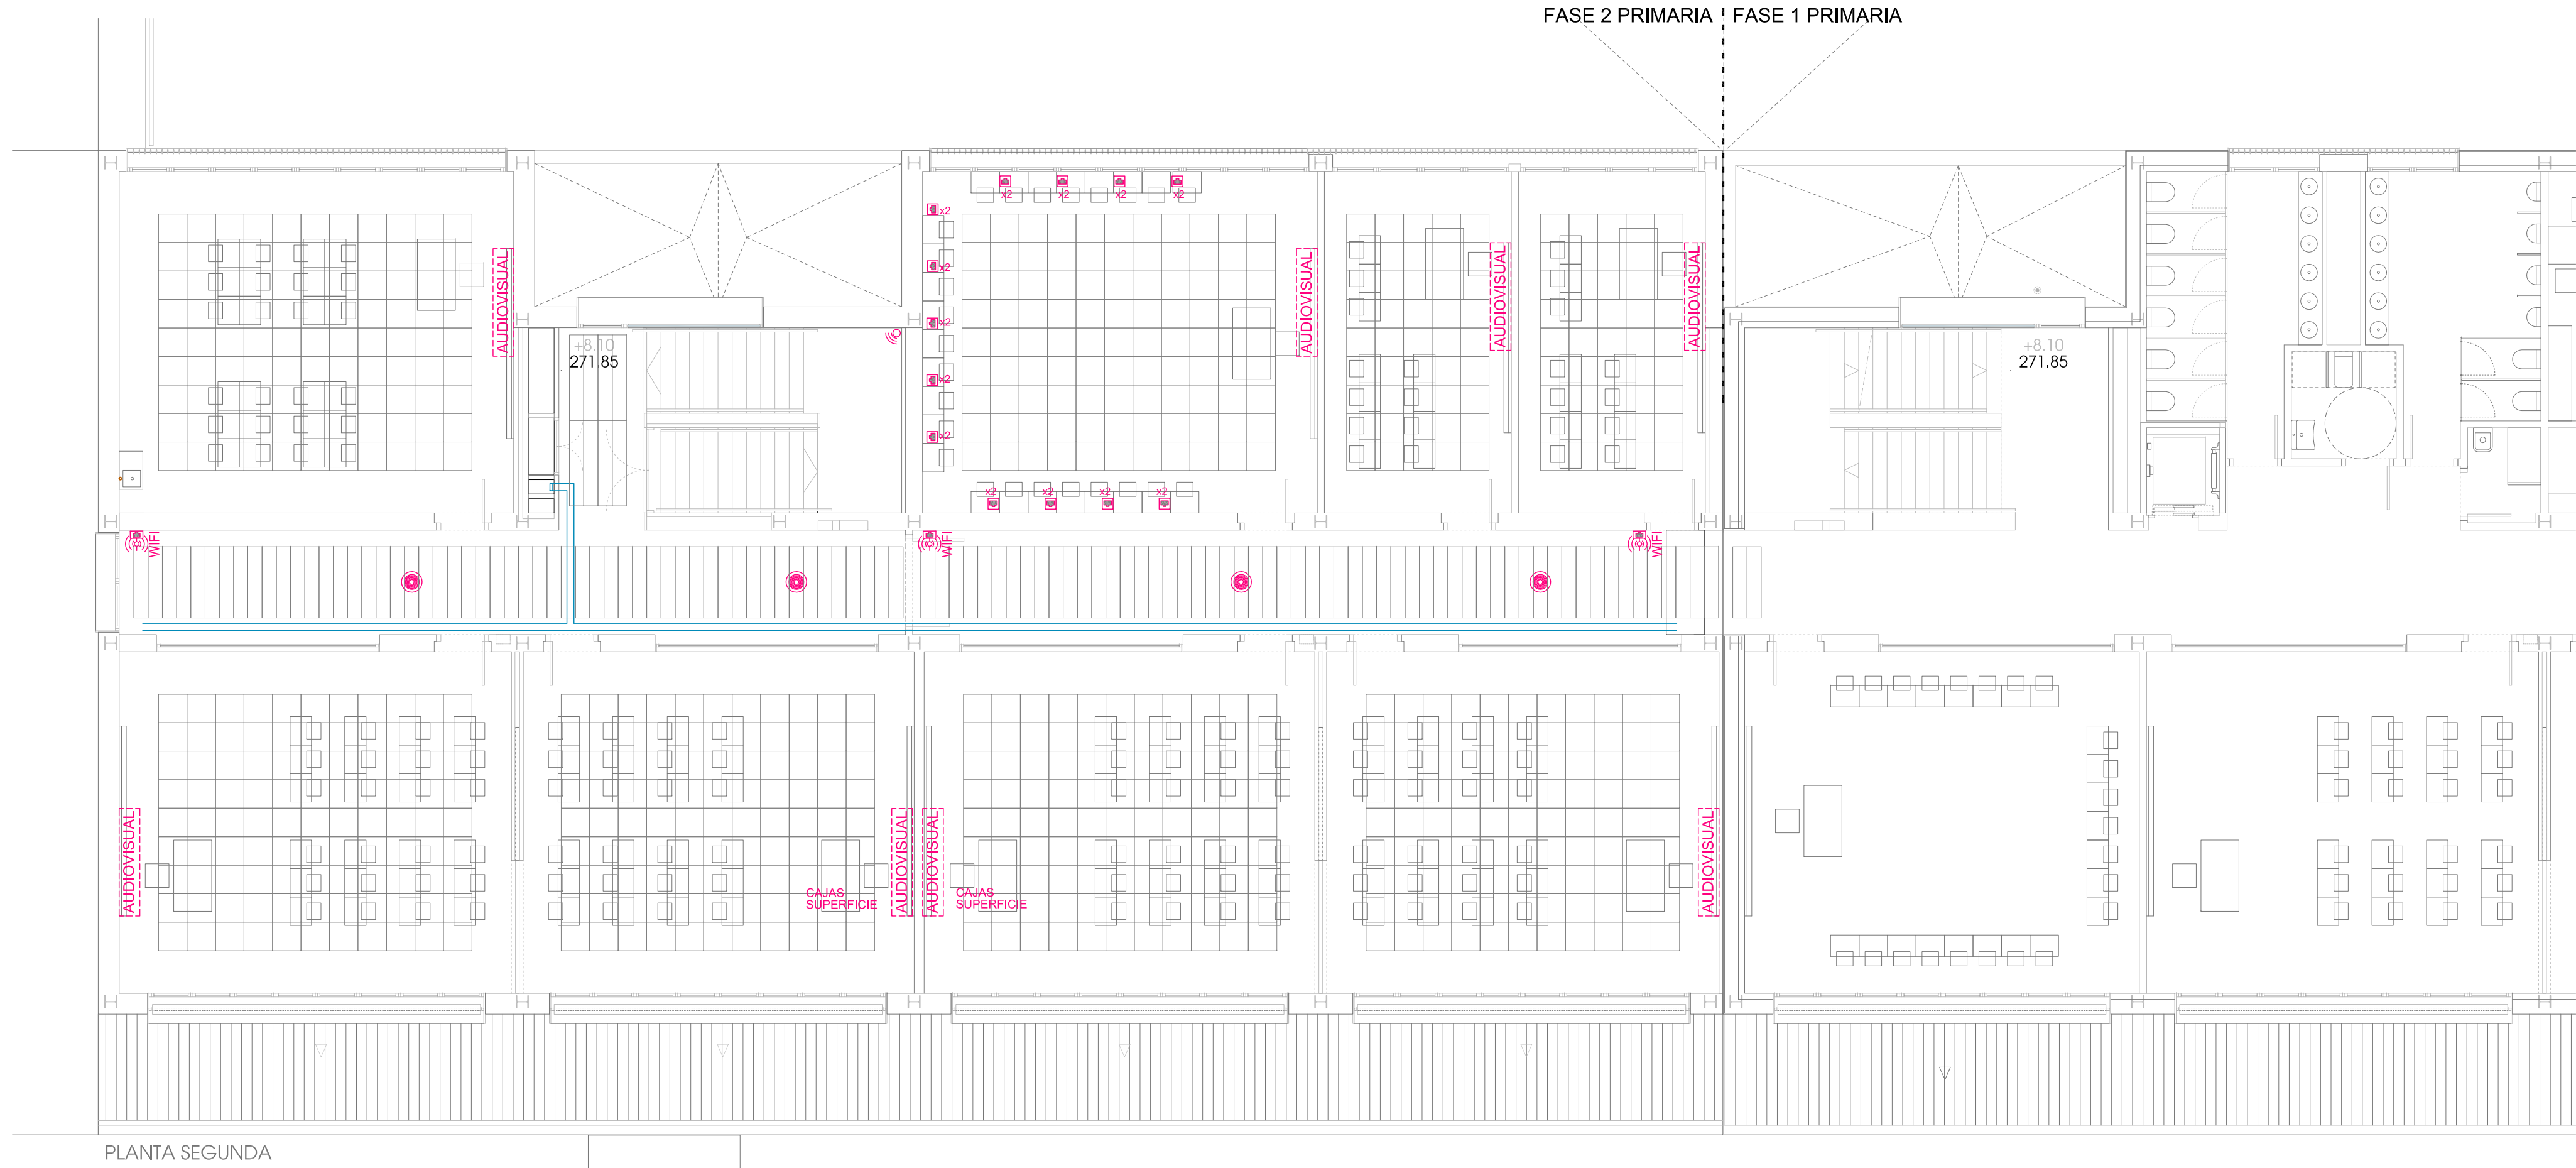 FASE 2 PRIMARIA
FASE 1 PRIMARIA
x2
x2
x2
x2
x2
x2
x2
x2
x2
AUDIOVISUAL
AUDIOVISUAL
AUDIOVISUAL
AUDIOVISUAL
+8.10
271.85
+8.10
271.85
x2
x2
x2
x2
WIFI
WIFI
WIFI
AUDIOVISUAL
AUDIOVISUAL
AUDIOVISUAL
AUDIOVISUAL
CAJAS
SUPERFICIE
CAJAS
SUPERFICIE
PLANTA SEGUNDA